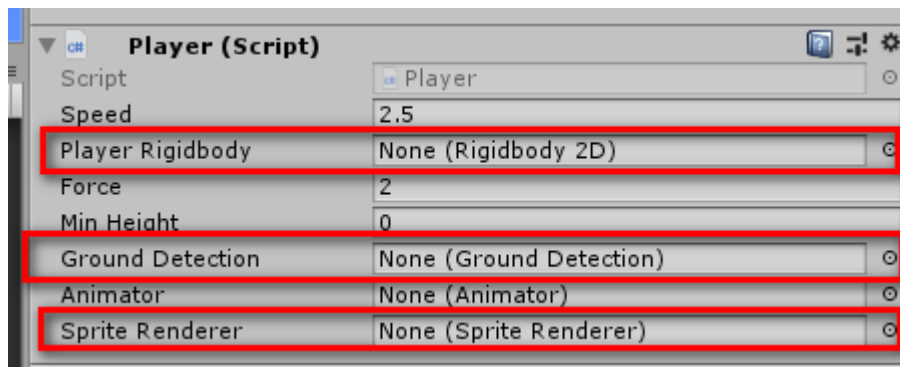 Player (Script)
Script Player
Speed 2.5
Player Rigidbody None (Rigidbody 2D)
Force 2
Min Height 0
Ground Detection None (Ground Detection)
Animator None (Animator)
Sprite Renderer None (Sprite Renderer)